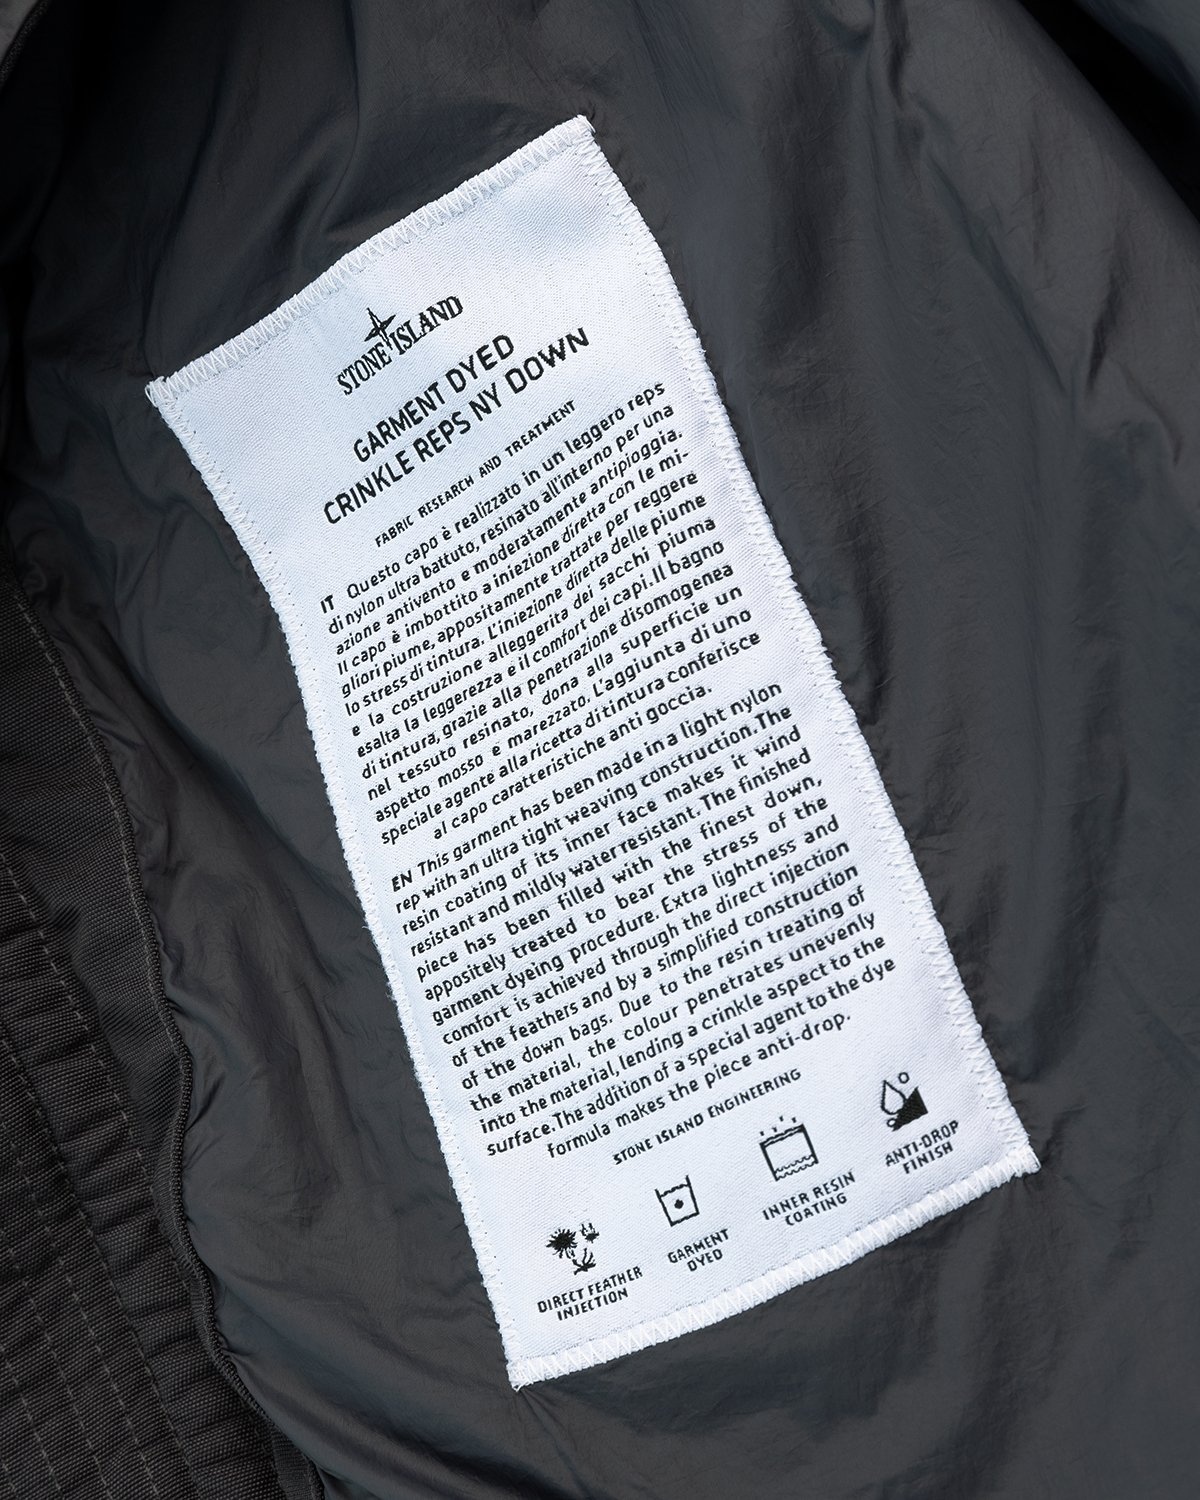 STONE ISLAND
GARMENT DYED
CRINKLE REPS NY DOWN
FABRIC RESEARCH AND TREATMENT
IT Questo capo è realizzato in un leggero reps
di nylon ultra battuto, resinato all'interno per una
azione antivento e moderatamente antipioggia.
Il capo è imbottito a iniezione diretta con le mi-
gliori piume, appositamente trattate per reggere
lo stress di tintura. L'iniezione diretta delle piume
e la costruzione alleggerita dei sacchi piuma
esalta la leggerezza e il comfort dei capi. Il bagno
di tintura, grazie alla penetrazione disomogenea
nel tessuto resinato, dona alla superficie un
aspetto mosso e marezzato. L'aggiunta di uno
speciale agente alla ricetta di tintura conferisce
al capo caratteristiche anti goccia.
EN This garment has been made in a light nylon
rep with an ultra tight weaving construction. The
resin coating of its inner face makes it wind
resistant and mildly water resistant. The finished
piece has been filled with the finest down,
appositely treated to bear the stress of the
garment dyeing procedure. Extra lightness and
comfort is achieved through the direct injection
of the feathers and by a simplified construction
of the down bags. Due to the resin treating of
the material, the colour penetrates unevenly
into the material, lending a crinkle aspect to the
surface. The addition of a special agent to the dye
formula makes the piece anti-drop.
STONE ISLAND ENGINEERING
DIRECT FEATHER
INJECTION
GARMENT
DYED
INNER RESIN
COATING
ANTI-DROP
FINISH